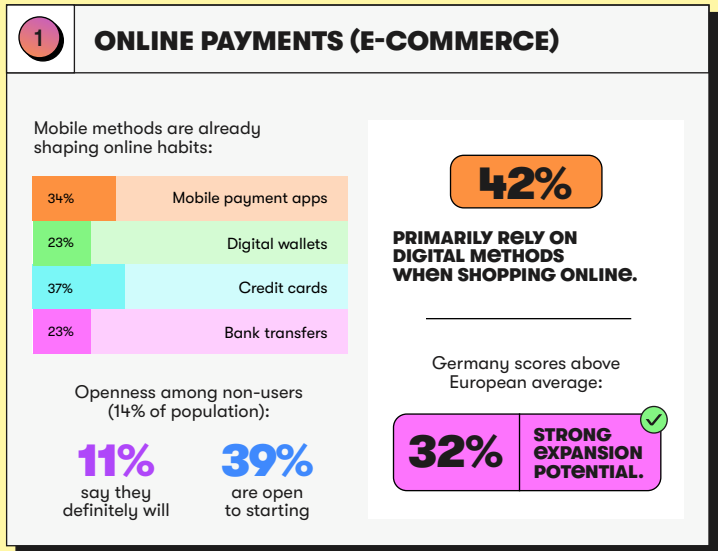 1
ONLINE PAYMENTS (E-COMMERCE)
Mobile methods are already
shaping online habits:
34% Mobile payment apps
23% Digital wallets
37% Credit cards
23% Bank transfers
Openness among non-users
(14% of population):
11%
say they
definitely will
39%
are open
to starting
42%
PRIMARILY RELY ON
DIGITAL METHODS
WHEN SHOPPING ONLINE.
Germany scores above
European average:
32%
STRONG
EXPANSION
POTENTIAL.